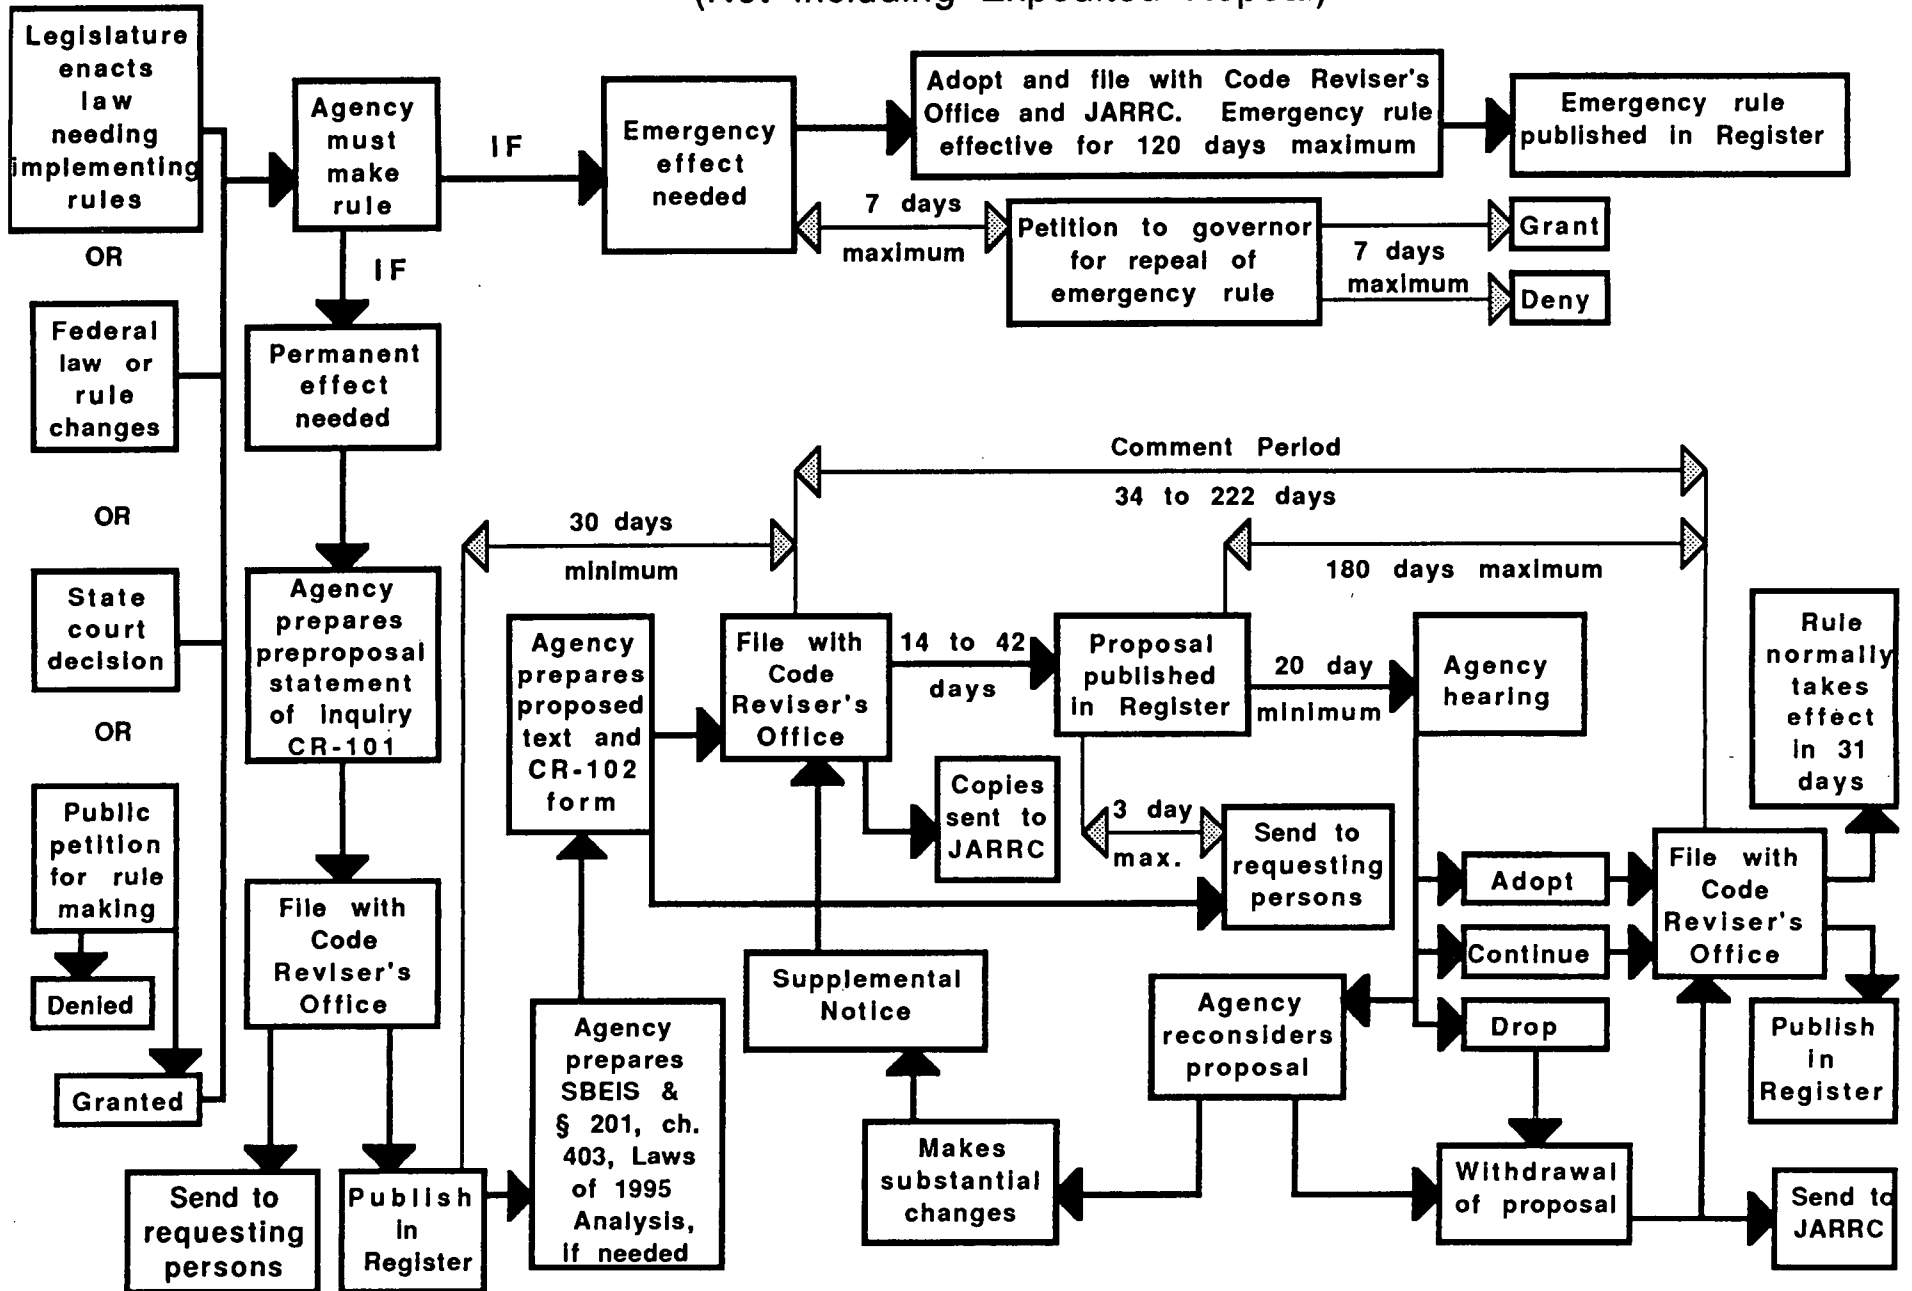 (Not Including Expedited Repeal)
Legislature
enacts
law
needing
implementing
rules
OR
Federal
law or
rule
changes
OR
State
court
decision
OR
Public
petition
for rule
making
Denied
Granted
Agency
must
make
rule
IF
IF
Emergency
effect
needed
Adopt and file with Code Reviser's
Office and JARRC. Emergency rule
effective for 120 days maximum
Emergency rule
published in Register
7 days
maximum
Petition to governor
for repeal of
emergency rule
7 days
maximum
Grant
Deny
Permanent
effect
needed
Agency
prepares
preproposal
statement
of inquiry
CR-101
File with
Code
Reviser's
Office
Send to
requesting
persons
Publish
in
Register
30 days
minimum
Agency
prepares
SBEIS &
§ 201, ch.
403, Laws
of 1995
Analysis,
if needed
Agency
prepares
proposed
text and
CR-102
form
File with
Code
Reviser's
Office
Comment Period
34 to 222 days
180 days maximum
14 to 42
days
Proposal
published
in Register
20 day
minimum
Agency
hearing
Copies
sent to
JARRC
3 day
max.
Send to
requesting
persons
Supplemental
Notice
Makes
substantial
changes
Agency
reconsiders
proposal
Adopt
Continue
Drop
Withdrawal
of proposal
File with
Code
Reviser's
Office
Rule
normally
takes
effect
in 31
days
Publish
in
Register
Send to
JARRC